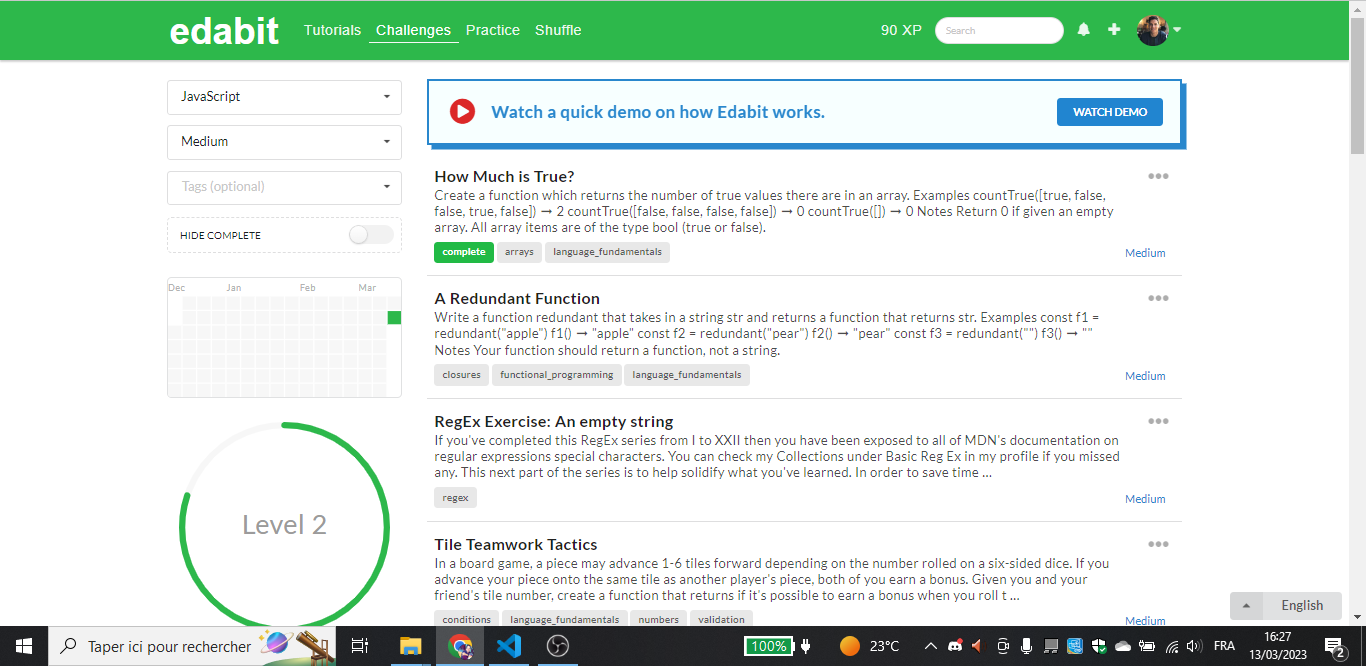 edabit
Tutorials Challenges Practice Shuffle
90 XP
Search
JavaScript
Medium
Tags (optional)
HIDE COMPLETE
Dec Jan Feb Mar
Level 2
Watch a quick demo on how Edabit works.
WATCH DEMO
How Much is True?
Create a function which returns the number of true values there are in an array. Examples countTrue([true, false,
false, true, false]) → 2 countTrue([false, false, false, false]) → 0 countTrue([]) → 0 Notes Return 0 if given an empty
array. All array items are of the type bool (true or false).
complete arrays language_fundamentals
Medium
A Redundant Function
Write a function redundant that takes in a string str and returns a function that returns str. Examples const f1 =
redundant("apple") f1() → "apple" const f2 = redundant("pear") f2() → "pear" const f3 = redundant("") f3() → ""
Notes Your function should return a function, not a string.
closures functional_programming language_fundamentals
Medium
RegEx Exercise: An empty string
If you've completed this RegEx series from I to XXII then you have been exposed to all of MDN's documentation on
regular expressions special characters. You can check my Collections under Basic Reg Ex in my profile if you missed
any. This next part of the series is to help solidify what you've learned. In order to save time ...
regex
Medium
Tile Teamwork Tactics
In a board game, a piece may advance 1-6 tiles forward depending on the number rolled on a six-sided dice. If you
advance your piece onto the same tile as another player's piece, both of you earn a bonus. Given you and your
friend's tile number, create a function that returns if it's possible to earn a bonus when you roll t ...
conditions language_fundamentals numbers validation
Medium
English
Taper ici pour rechercher
100%
23°C
FRA
16:27
13/03/2023
2